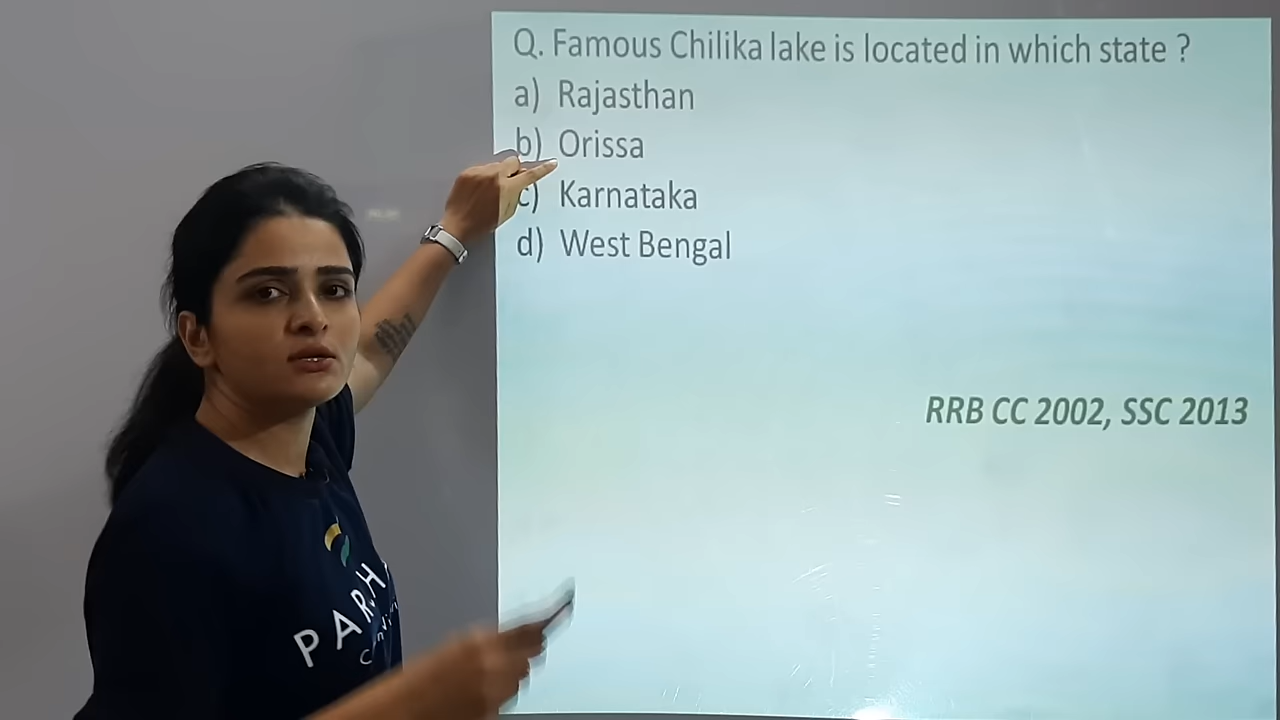 Q. Famous Chilika lake is located in which state ?
a) Rajasthan
b) Orissa
c) Karnataka
d) West Bengal
RRB CC 2002, SSC 2013